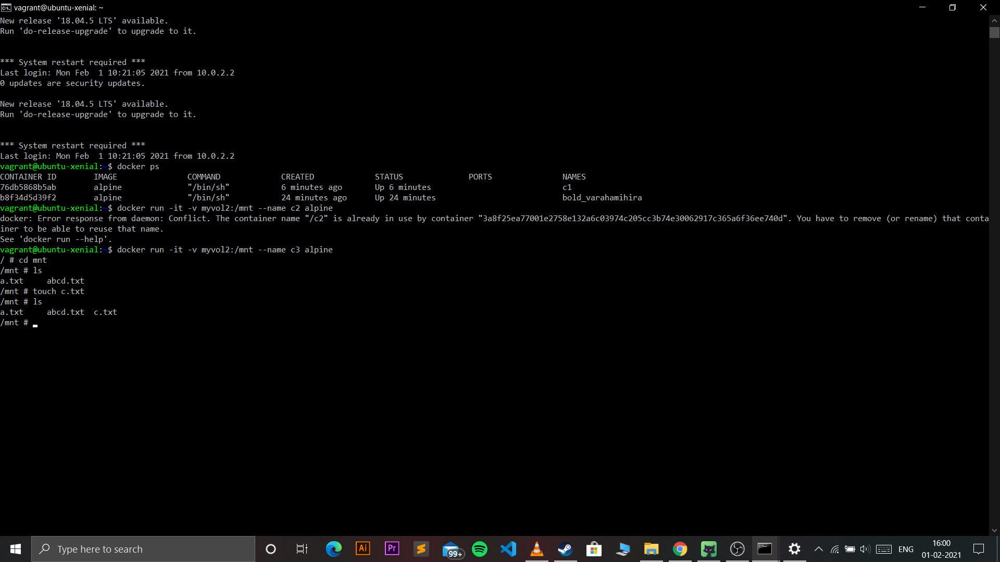 vagrant@ubuntu-xenial: ~
New release '18.04.5 LTS' available.
Run 'do-release-upgrade' to upgrade to it.
*** System restart required ***
Last login: Mon Feb  1 10:21:05 2021 from 10.0.2.2
0 updates are security updates.
New release '18.04.5 LTS' available.
Run 'do-release-upgrade' to upgrade to it.
*** System restart required ***
Last login: Mon Feb  1 10:21:05 2021 from 10.0.2.2
vagrant@ubuntu-xenial:~$ docker ps
CONTAINER ID        IMAGE               COMMAND             CREATED             STATUS              PORTS               NAMES
76db5868b5ab        alpine              "/bin/sh"           6 minutes ago       Up 6 minutes                            c1
b8f34d5d39f2        alpine              "/bin/sh"           24 minutes ago      Up 24 minutes                           bold_varahamihira
vagrant@ubuntu-xenial:~$ docker run -it -v myvol2:/mnt --name c2 alpine
docker: Error response from daemon: Conflict. The container name "/c2" is already in use by container "3a8f25ea77001e2758e132a6c03974c205cc3b74e30062917c365a6f36ee740d". You have to remove (or rename) that conta
iner to be able to reuse that name.
See 'docker run --help'.
vagrant@ubuntu-xenial:~$ docker run -it -v myvol2:/mnt --name c3 alpine
/ # cd mnt
/mnt # ls
a.txt     abcd.txt
/mnt # touch c.txt
/mnt # ls
a.txt     abcd.txt  c.txt
/mnt #
Type here to search
Ai
Pr
99+
ENG
16:00
01-02-2021